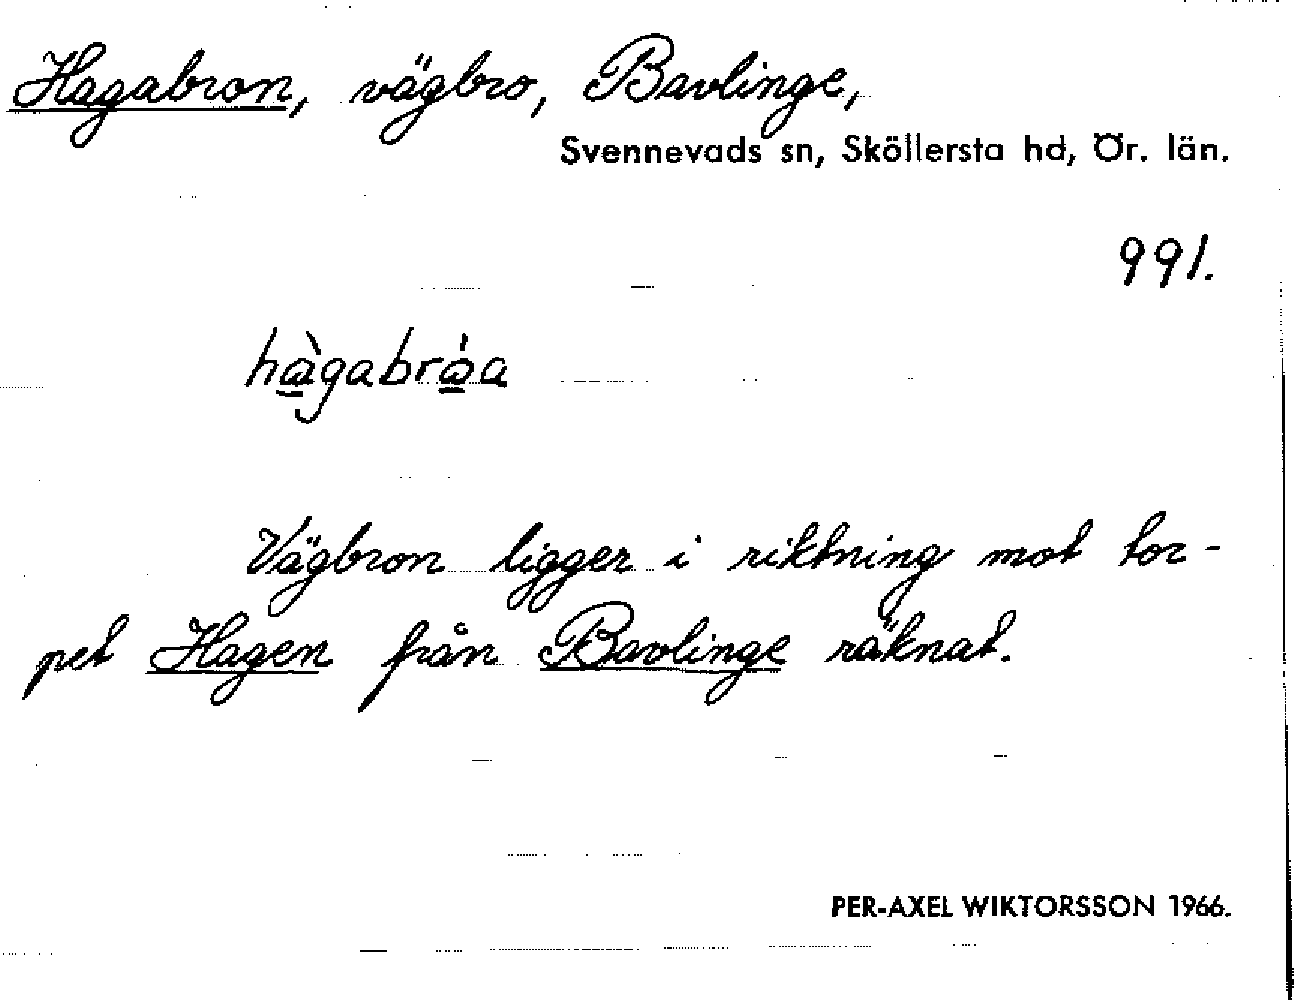 Hagabron, vägbro, Bavlinge,
Svennevads sn, Sköllersta hd, Ör. län.
991.
hàgabrǻa
Vägbron ligger i riktning mot tor-
pet Hagen från Bavlinge räknat.
PER-AXEL WIKTORSSON 1966.